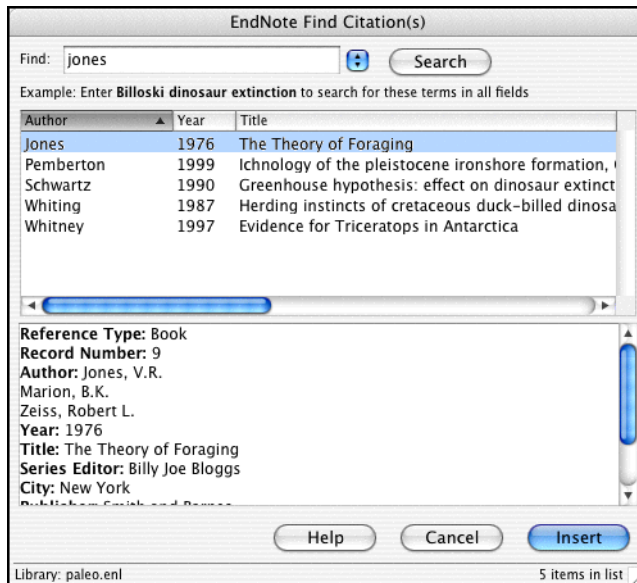 EndNote Find Citation(s)
Find: jones Search
Example: Enter Billoski dinosaur extinction to search for these terms in all fields
Author Year Title
Jones 1976 The Theory of Foraging
Pemberton 1999 Ichnology of the pleistocene ironshore formation,
Schwartz 1990 Greenhouse hypothesis: effect on dinosaur extinct
Whiting 1987 Herding instincts of cretaceous duck-billed dinosa
Whitney 1997 Evidence for Triceratops in Antarctica
Reference Type: Book
Record Number: 9
Author: Jones, V.R.
Marion, B.K.
Zeiss, Robert L.
Year: 1976
Title: The Theory of Foraging
Series Editor: Billy Joe Bloggs
City: New York
Publisher: Smith and Barnes
Help Cancel Insert
Library: paleo.enl 5 items in list